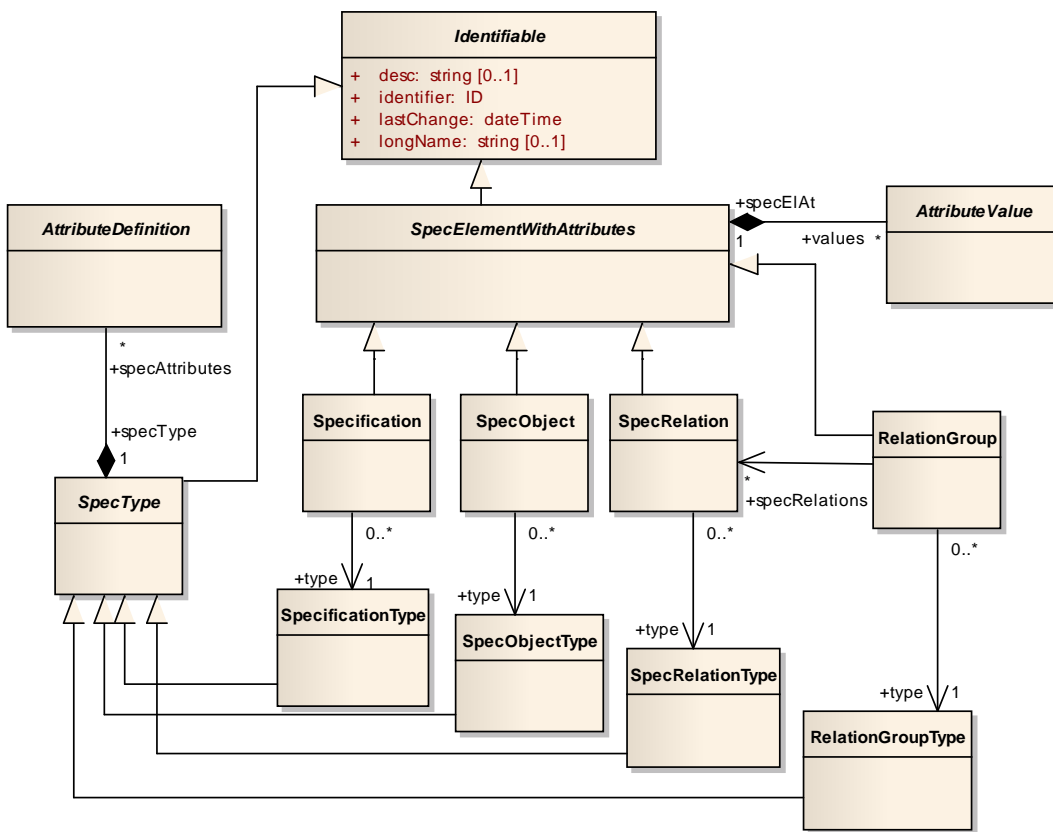 Identifiable
+ desc: string [0..1]
+ identifier: ID
+ lastChange: dateTime
+ longName: string [0..1]
AttributeDefinition
SpecElementWithAttributes
+specElAt
1
+values *
AttributeValue
*
+specAttributes
+specType
1
SpecType
Specification
SpecObject
SpecRelation
RelationGroup
*
+specRelations
0..*
0..*
0..*
0..*
+type 1
SpecificationType
+type 1
SpecObjectType
+type 1
SpecRelationType
+type 1
RelationGroupType